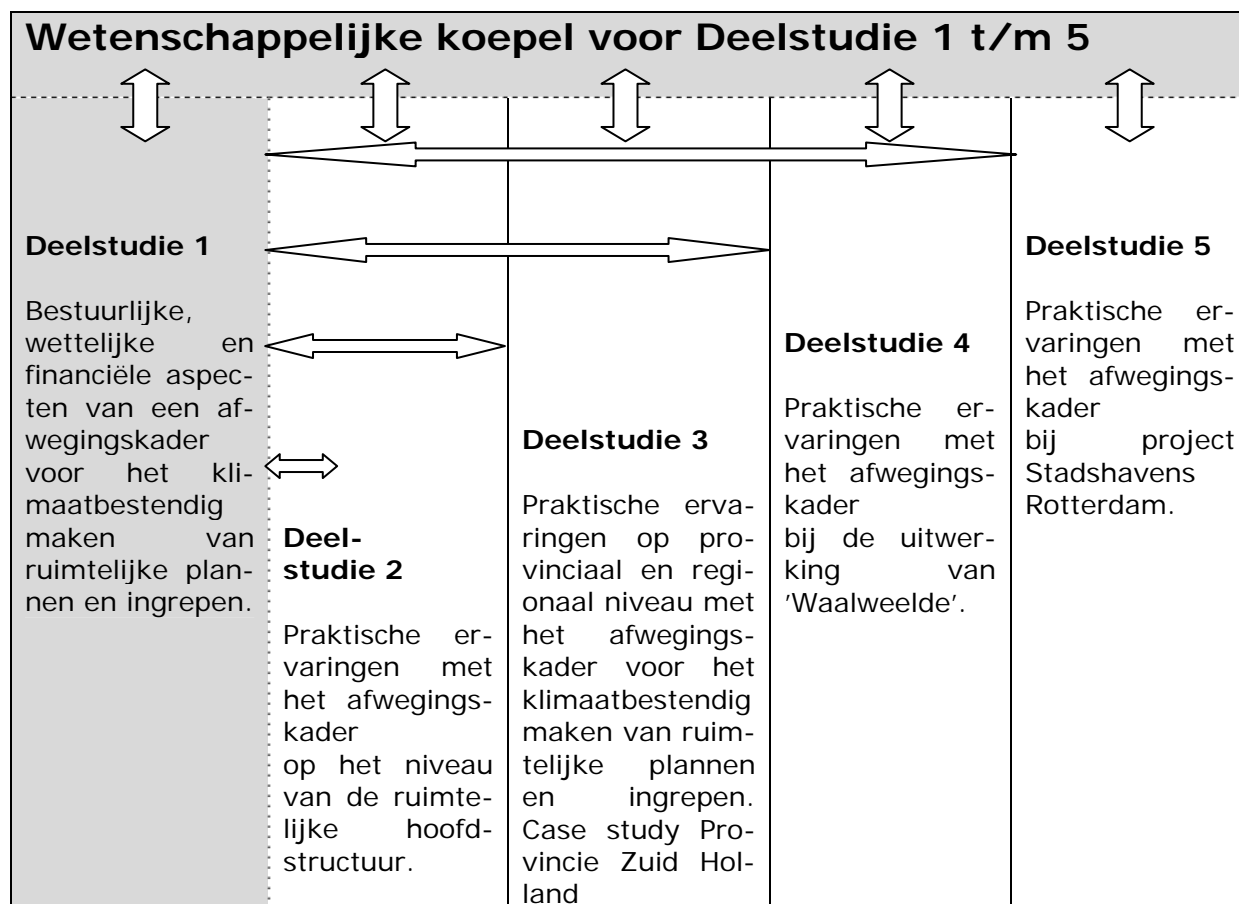 Wetenschappelijke koepel voor Deelstudie 1 t/m 5
Deelstudie 1
Bestuurlijke,
wettelijke en
financiële aspec-
ten van een af-
wegingskader
voor het kli-
maatbestendig
maken van
ruimtelijke plan-
nen en ingrepen.
Deel-
studie 2
Praktische er-
varingen met
het afwegings-
kader
op het niveau
van de ruimte-
lijke hoofd-
structuur.
Deelstudie 3
Praktische erva-
ringen op pro-
vinciaal en regi-
onaal niveau met
het afwegings-
kader voor het
klimaatbestendig
maken van ruim-
telijke plannen
en ingrepen.
Case study Pro-
vincie Zuid Hol-
land
Deelstudie 4
Praktische er-
varingen met
het afwegings-
kader
bij de uitwer-
king van
'Waalweelde'.
Deelstudie 5
Praktische er-
varingen met
het afwegings-
kader
bij project
Stadshavens
Rotterdam.